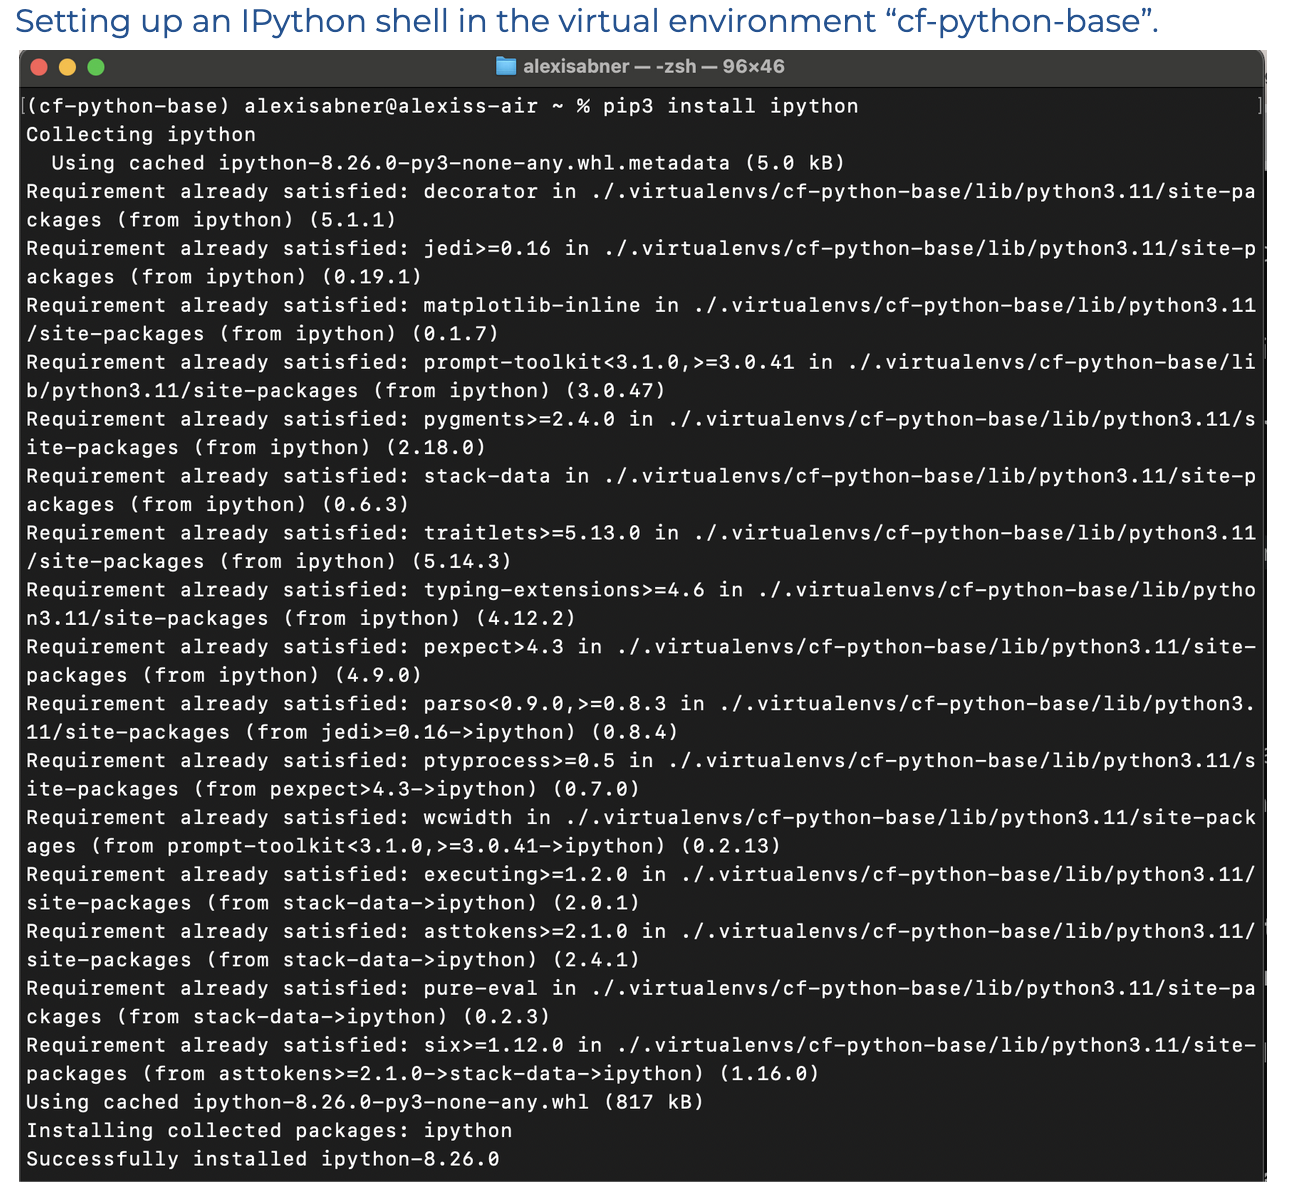 Setting up an IPython shell in the virtual environment “cf-python-base”.
alexisabner — -zsh — 96×46
[(cf-python-base) alexisabner@alexiss-air ~ % pip3 install ipython ]
Collecting ipython
  Using cached ipython-8.26.0-py3-none-any.whl.metadata (5.0 kB)
Requirement already satisfied: decorator in ./.virtualenvs/cf-python-base/lib/python3.11/site-pa
ckages (from ipython) (5.1.1)
Requirement already satisfied: jedi>=0.16 in ./.virtualenvs/cf-python-base/lib/python3.11/site-p
ackages (from ipython) (0.19.1)
Requirement already satisfied: matplotlib-inline in ./.virtualenvs/cf-python-base/lib/python3.11
/site-packages (from ipython) (0.1.7)
Requirement already satisfied: prompt-toolkit<3.1.0,>=3.0.41 in ./.virtualenvs/cf-python-base/li
b/python3.11/site-packages (from ipython) (3.0.47)
Requirement already satisfied: pygments>=2.4.0 in ./.virtualenvs/cf-python-base/lib/python3.11/s
ite-packages (from ipython) (2.18.0)
Requirement already satisfied: stack-data in ./.virtualenvs/cf-python-base/lib/python3.11/site-p
ackages (from ipython) (0.6.3)
Requirement already satisfied: traitlets>=5.13.0 in ./.virtualenvs/cf-python-base/lib/python3.11
/site-packages (from ipython) (5.14.3)
Requirement already satisfied: typing-extensions>=4.6 in ./.virtualenvs/cf-python-base/lib/pytho
n3.11/site-packages (from ipython) (4.12.2)
Requirement already satisfied: pexpect>4.3 in ./.virtualenvs/cf-python-base/lib/python3.11/site-
packages (from ipython) (4.9.0)
Requirement already satisfied: parso<0.9.0,>=0.8.3 in ./.virtualenvs/cf-python-base/lib/python3.
11/site-packages (from jedi>=0.16->ipython) (0.8.4)
Requirement already satisfied: ptyprocess>=0.5 in ./.virtualenvs/cf-python-base/lib/python3.11/s
ite-packages (from pexpect>4.3->ipython) (0.7.0)
Requirement already satisfied: wcwidth in ./.virtualenvs/cf-python-base/lib/python3.11/site-pack
ages (from prompt-toolkit<3.1.0,>=3.0.41->ipython) (0.2.13)
Requirement already satisfied: executing>=1.2.0 in ./.virtualenvs/cf-python-base/lib/python3.11/
site-packages (from stack-data->ipython) (2.0.1)
Requirement already satisfied: asttokens>=2.1.0 in ./.virtualenvs/cf-python-base/lib/python3.11/
site-packages (from stack-data->ipython) (2.4.1)
Requirement already satisfied: pure-eval in ./.virtualenvs/cf-python-base/lib/python3.11/site-pa
ckages (from stack-data->ipython) (0.2.3)
Requirement already satisfied: six>=1.12.0 in ./.virtualenvs/cf-python-base/lib/python3.11/site-
packages (from asttokens>=2.1.0->stack-data->ipython) (1.16.0)
Using cached ipython-8.26.0-py3-none-any.whl (817 kB)
Installing collected packages: ipython
Successfully installed ipython-8.26.0